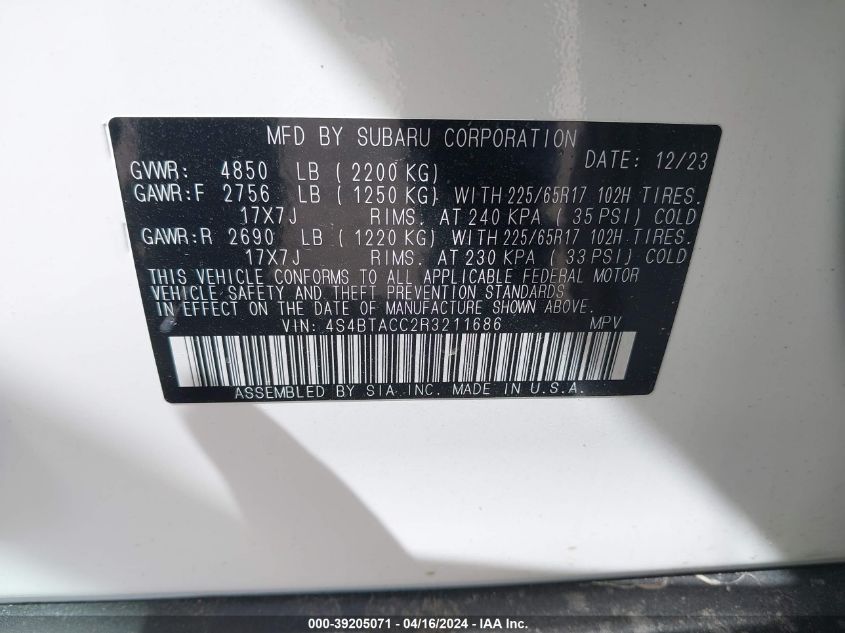 MFD BY SUBARU CORPORATION
DATE: 12/23
GVWR: 4850 LB ( 2200 KG)
GAWR:F 2756 LB ( 1250 KG) WITH 225/65R17 102H TIRES.
17X7J RIMS. AT 240 KPA ( 35 PSI) COLD
GAWR:R 2690 LB ( 1220 KG) WITH 225/65R17 102H TIRES.
17X7J RIMS. AT 230 KPA ( 33 PSI) COLD
THIS VEHICLE CONFORMS TO ALL APPLICABLE FEDERAL MOTOR
VEHICLE SAFETY AND THEFT PREVENTION STANDARDS
IN EFFECT ON THE DATE OF MANUFACTURE SHOWN ABOVE.
VIN: 4S4BTACC2R3211686 MPV
ASSEMBLED BY SIA.INC. MADE IN U.S.A.
000-39205071 - 04/16/2024 - IAA Inc.